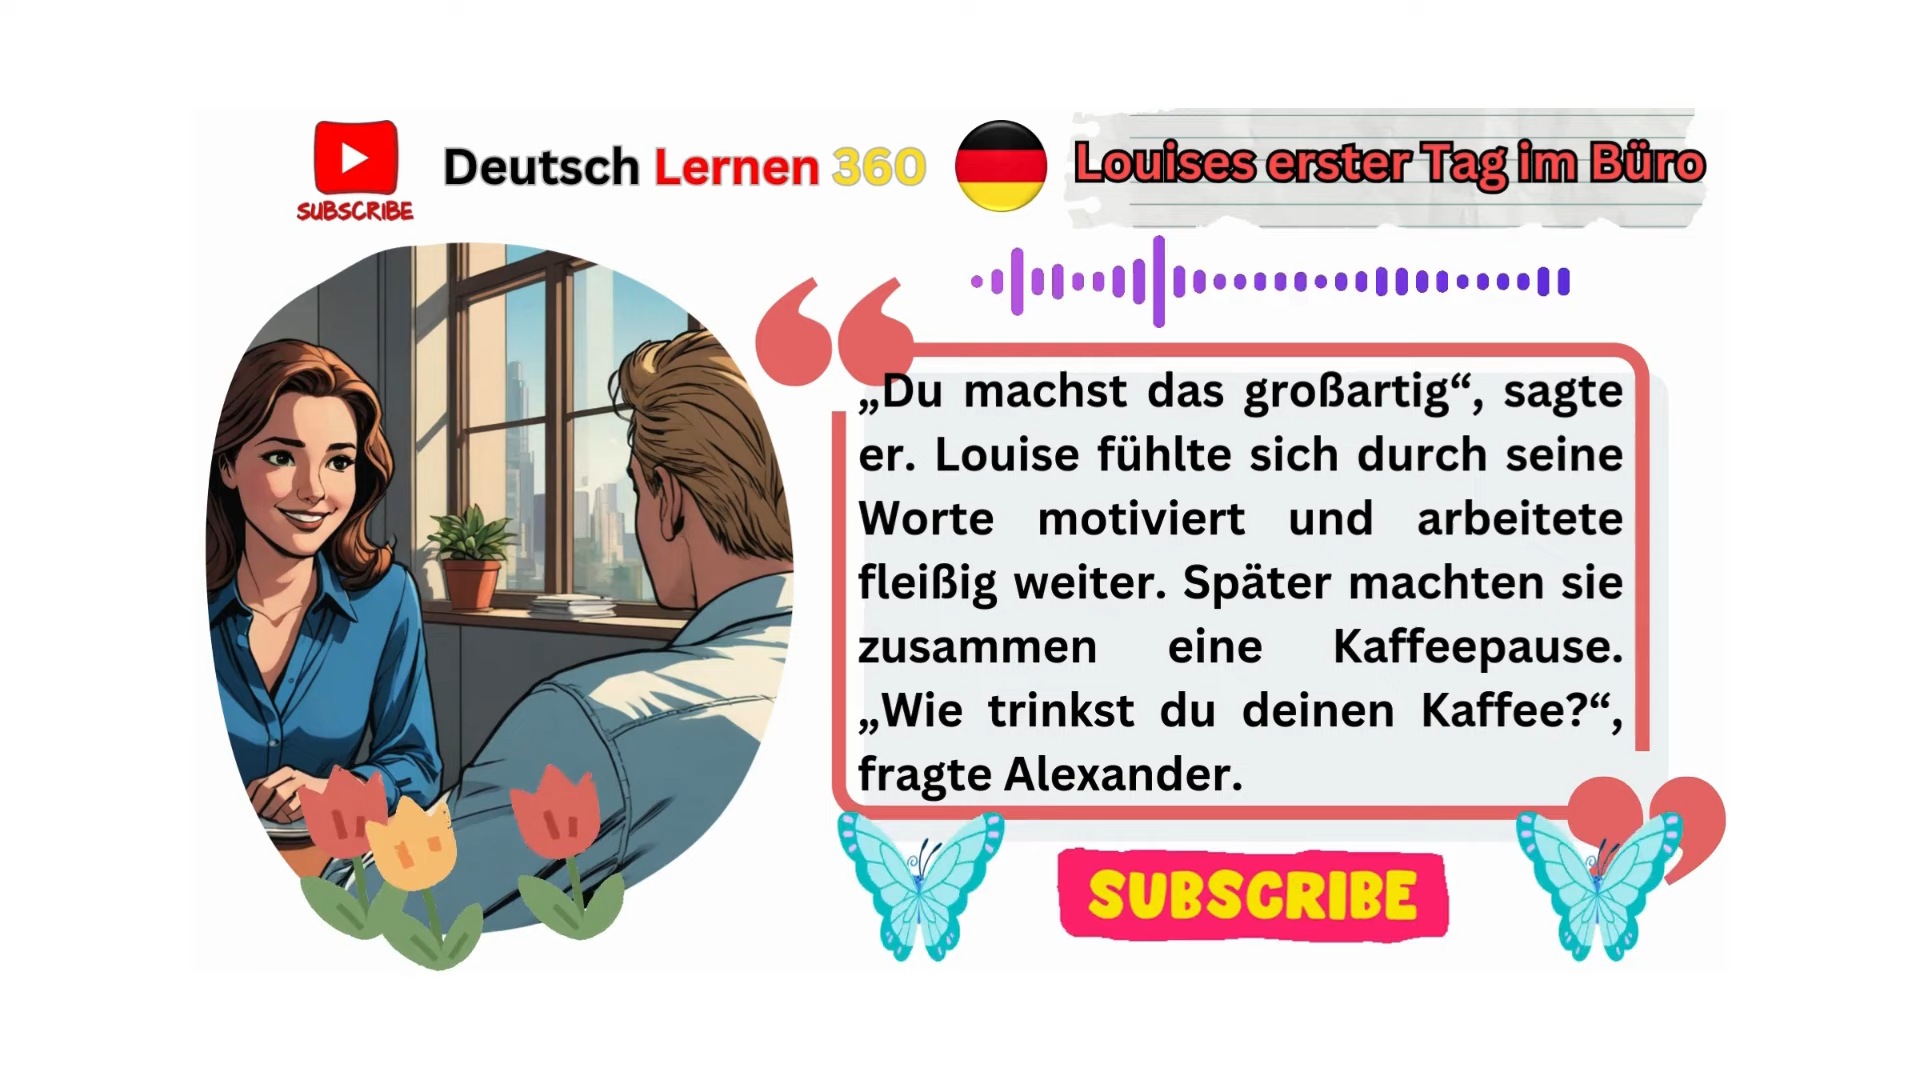 Deutsch Lernen 360
Louises erster Tag im Büro
SUBSCRIBE
„Du machst das großartig“, sagte
er. Louise fühlte sich durch seine
Worte motiviert und arbeitete
fleißig weiter. Später machten sie
zusammen eine Kaffeepause.
„Wie trinkst du deinen Kaffee?“,
fragte Alexander.
SUBSCRIBE